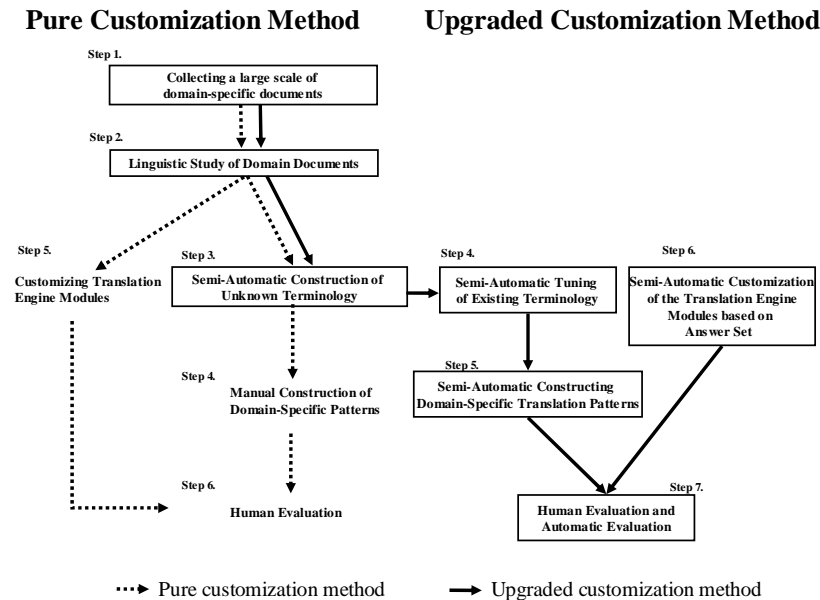 Pure Customization Method
Upgraded Customization Method
Step 1.
Collecting a large scale of
domain-specific documents
Step 2.
Linguistic Study of Domain Documents
Step 5.
Customizing Translation
Engine Modules
Step 3.
Semi-Automatic Construction of
Unknown Terminology
Step 4.
Semi-Automatic Tuning
of Existing Terminology
Step 6.
Semi-Automatic Customization
of the Translation Engine
Modules based on
Answer Set
Step 4.
Manual Construction of
Domain-Specific Patterns
Step 5.
Semi-Automatic Constructing
Domain-Specific Translation Patterns
Step 6.
Human Evaluation
Step 7.
Human Evaluation and
Automatic Evaluation
Pure customization method
Upgraded customization method